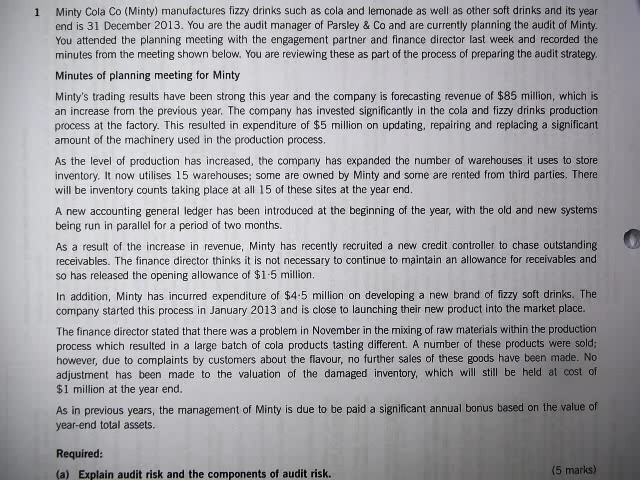 1 Minty Cola Co (Minty) manufactures fizzy drinks such as cola and lemonade as well as other soft drinks and its year
end is 31 December 2013. You are the audit manager of Parsley & Co and are currently planning the audit of Minty.
You attended the planning meeting with the engagement partner and finance director last week and recorded the
minutes from the meeting shown below. You are reviewing these as part of the process of preparing the audit strategy.
Minutes of planning meeting for Minty
Minty's trading results have been strong this year and the company is forecasting revenue of $85 million, which is
an increase from the previous year. The company has invested significantly in the cola and fizzy drinks production
process at the factory. This resulted in expenditure of $5 million on updating, repairing and replacing a significant
amount of the machinery used in the production process.
As the level of production has increased, the company has expanded the number of warehouses it uses to store
inventory. It now utilises 15 warehouses; some are owned by Minty and some are rented from third parties. There
will be inventory counts taking place at all 15 of these sites at the year end.
A new accounting general ledger has been introduced at the beginning of the year, with the old and new systems
being run in parallel for a period of two months.
As a result of the increase in revenue, Minty has recently recruited a new credit controller to chase outstanding
receivables. The finance director thinks it is not necessary to continue to maintain an allowance for receivables and
so has released the opening allowance of $1·5 million.
In addition, Minty has incurred expenditure of $4·5 million on developing a new brand of fizzy soft drinks. The
company started this process in January 2013 and is close to launching their new product into the market place.
The finance director stated that there was a problem in November in the mixing of raw materials within the production
process which resulted in a large batch of cola products tasting different. A number of these products were sold;
however, due to complaints by customers about the flavour, no further sales of these goods have been made. No
adjustment has been made to the valuation of the damaged inventory, which will still be held at cost of
$1 million at the year end.
As in previous years, the management of Minty is due to be paid a significant annual bonus based on the value of
year-end total assets.
Required:
(a) Explain audit risk and the components of audit risk. (5 marks)